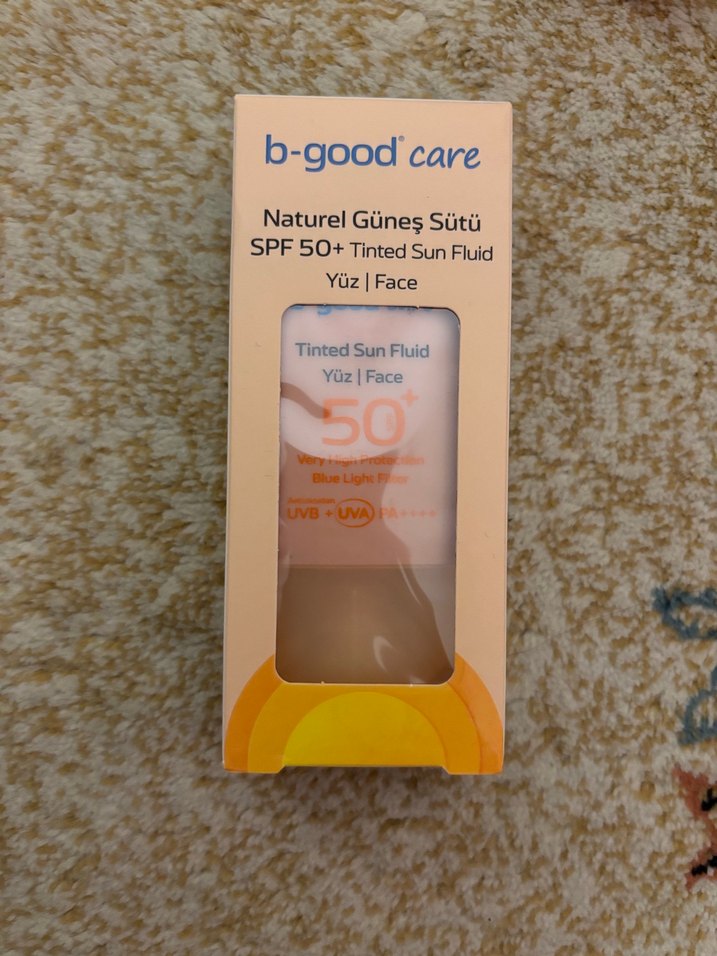 b-good® care
Naturel Güneş Sütü
SPF 50+ Tinted Sun Fluid
Yüz | Face
Tinted Sun Fluid
Yüz | Face
50+
Very High Protection
Blue Light Filter
UVB + UVA PA++++